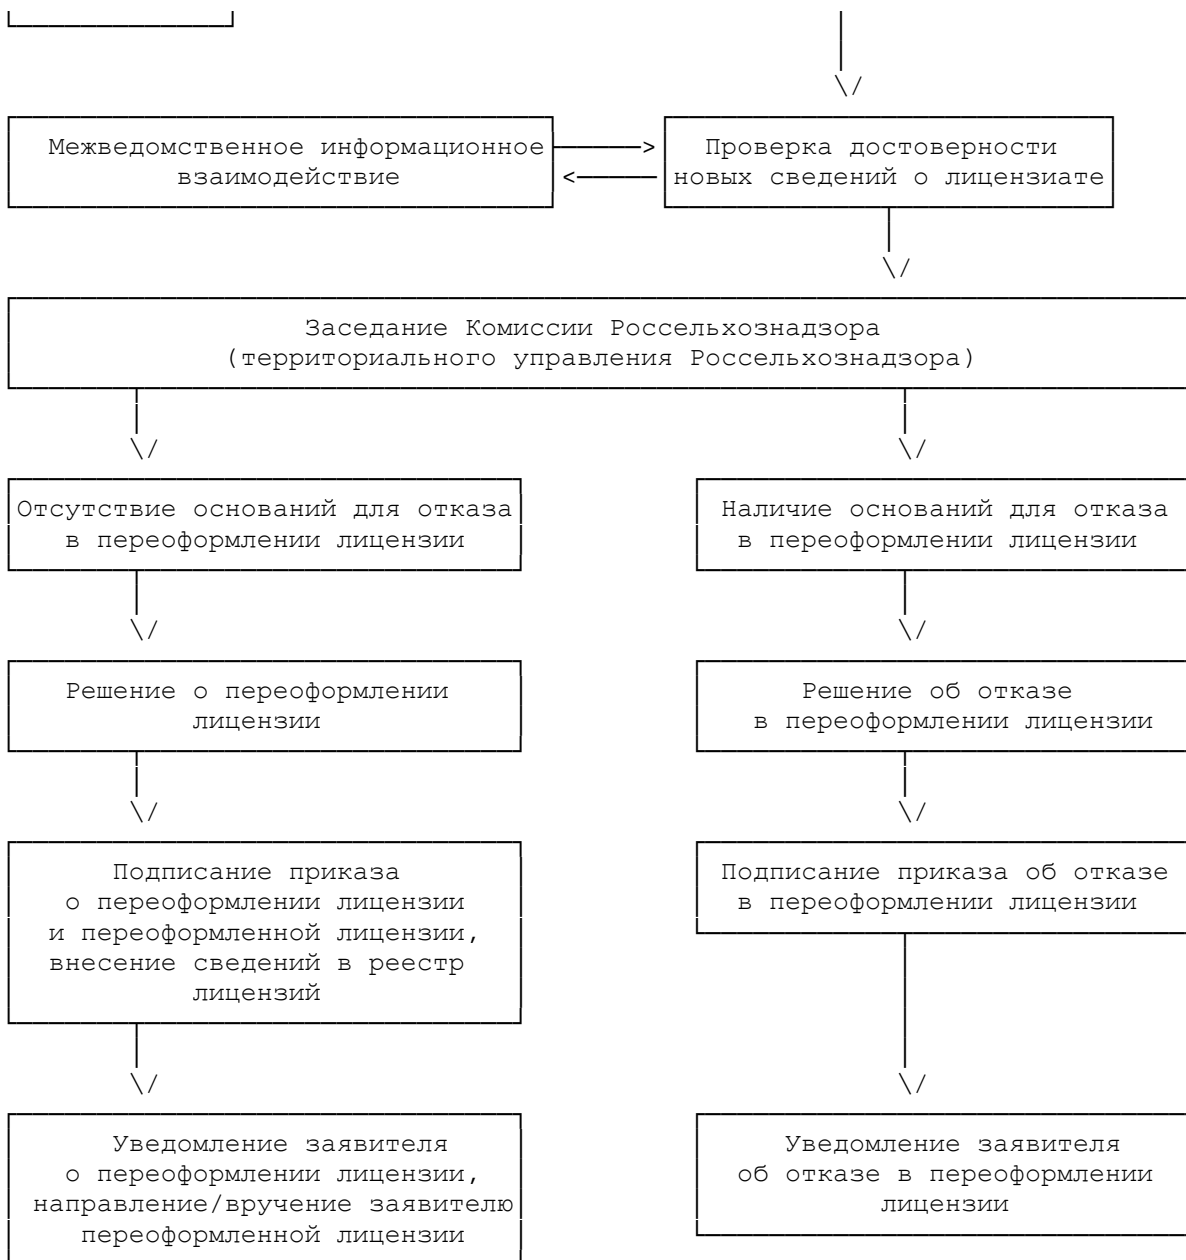 Межведомственное информационное
взаимодействие
Проверка достоверности
новых сведений о лицензиате
Заседание Комиссии Россельхознадзора
(территориального управления Россельхознадзора)
Отсутствие оснований для отказа
в переоформлении лицензии
Наличие оснований для отказа
в переоформлении лицензии
Решение о переоформлении
лицензии
Решение об отказе
в переоформлении лицензии
Подписание приказа
о переоформлении лицензии
и переоформленной лицензии,
внесение сведений в реестр
лицензий
Подписание приказа об отказе
в переоформлении лицензии
Уведомление заявителя
о переоформлении лицензии,
направление/вручение заявителю
переоформленной лицензии
Уведомление заявителя
об отказе в переоформлении
лицензии